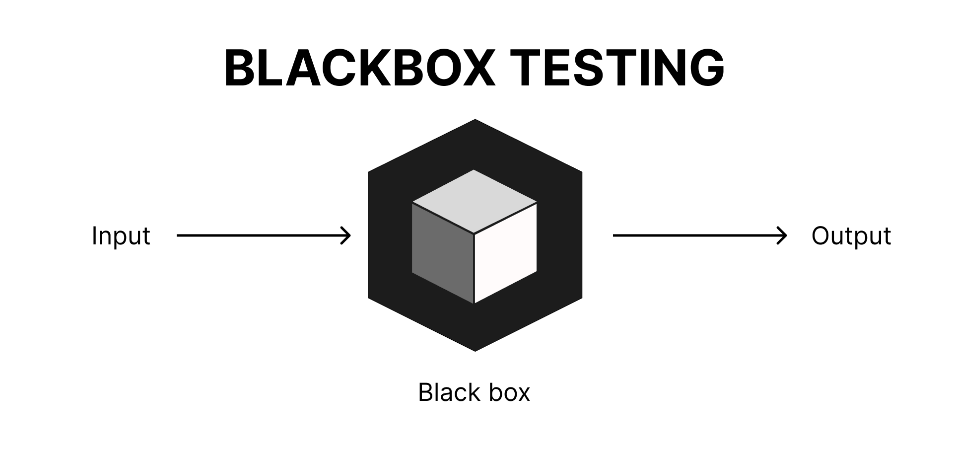 BLACKBOX TESTING
Input
Output
Black box